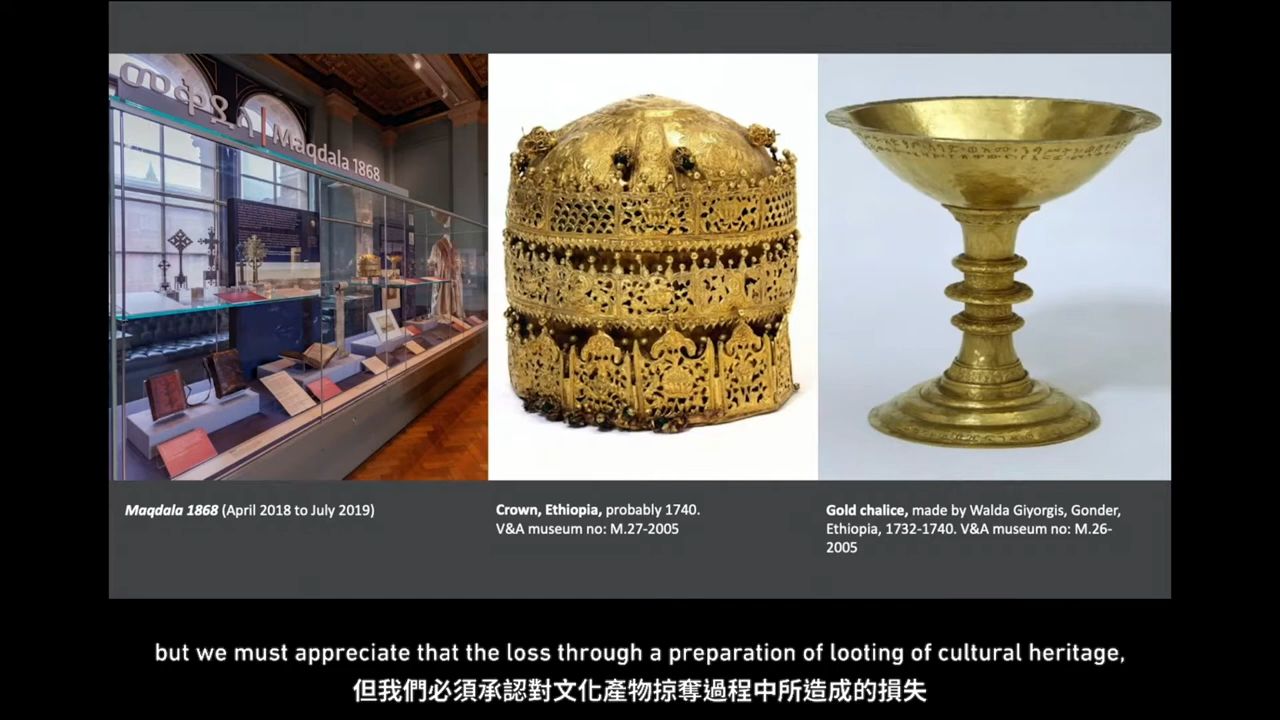 መቅደላ | Maqdala 1868
Maqdala 1868 (April 2018 to July 2019)
Crown, Ethiopia, probably 1740.
V&A museum no: M.27-2005
Gold chalice, made by Walda Giyorgis, Gonder,
Ethiopia, 1732-1740. V&A museum no: M.26-
2005
but we must appreciate that the loss through a preparation of looting of cultural heritage,
但我們必須承認對文化產物掠奪過程中所造成的損失